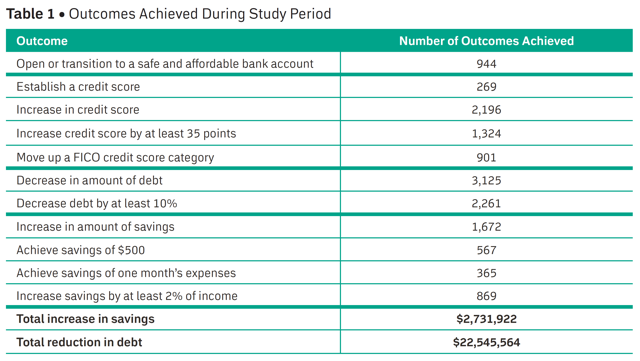 Table 1 • Outcomes Achieved During Study Period
Outcome Number of Outcomes Achieved
Open or transition to a safe and affordable bank account 944
Establish a credit score 269
Increase in credit score 2,196
Increase credit score by at least 35 points 1,324
Move up a FICO credit score category 901
Decrease in amount of debt 3,125
Decrease debt by at least 10% 2,261
Increase in amount of savings 1,672
Achieve savings of $500 567
Achieve savings of one month's expenses 365
Increase savings by at least 2% of income 869
Total increase in savings $2,731,922
Total reduction in debt $22,545,564